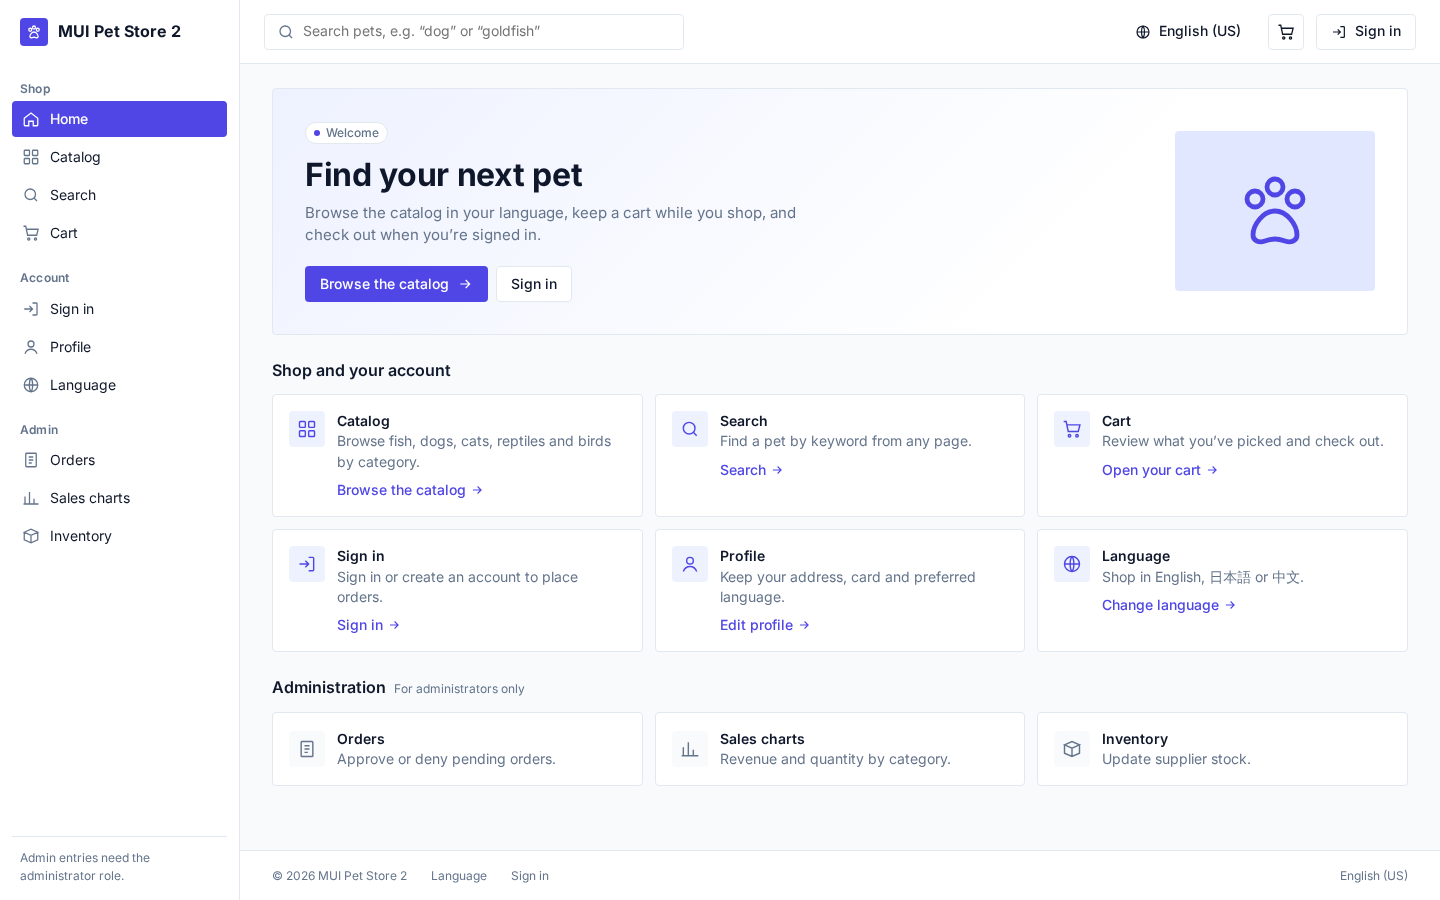 MUI Pet Store 2
Shop
Home
Catalog
Search
Cart
Account
Sign in
Profile
Language
Admin
Orders
Sales charts
Inventory
Admin entries need the
administrator role.
Search pets, e.g. “dog” or “goldfish”
English (US)
Sign in
Welcome
Find your next pet
Browse the catalog in your language, keep a cart while you shop, and
check out when you’re signed in.
Browse the catalog
Sign in
Shop and your account
Catalog
Browse fish, dogs, cats, reptiles and birds
by category.
Browse the catalog
Search
Find a pet by keyword from any page.
Search
Cart
Review what you’ve picked and check out.
Open your cart
Sign in
Sign in or create an account to place
orders.
Sign in
Profile
Keep your address, card and preferred
language.
Edit profile
Language
Shop in English, 日本語 or 中文.
Change language
Administration For administrators only
Orders
Approve or deny pending orders.
Sales charts
Revenue and quantity by category.
Inventory
Update supplier stock.
© 2026 MUI Pet Store 2
Language
Sign in
English (US)